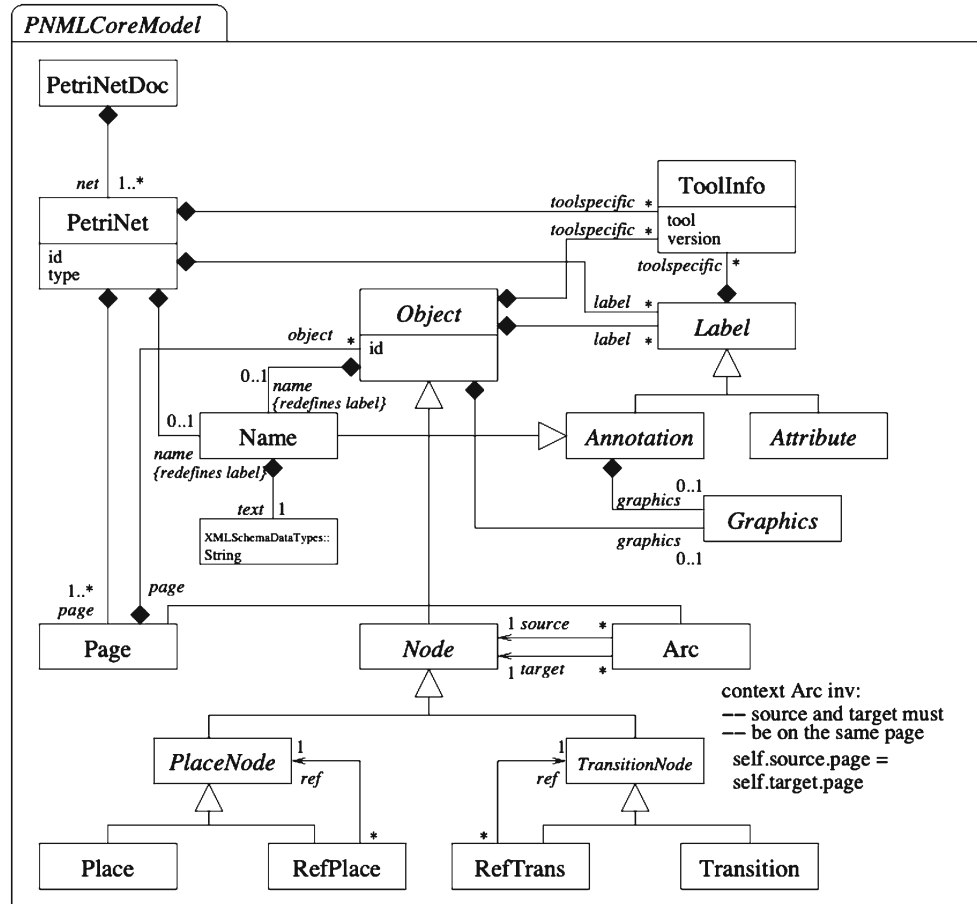 PNMLCoreModel
PetriNetDoc
net 1..*
PetriNet
id
type
toolspecific *
toolspecific *
ToolInfo
tool
version
toolspecific *
Object
id
object *
label *
label *
Label
0..1 name
{redefines label}
0..1
Name
name
{redefines label}
Annotation
Attribute
text 1
XMLSchemaDataTypes::
String
graphics 0..1
Graphics
graphics
0..1
1..*
page
page
Page
Node
1 source *
1 target *
Arc
context Arc inv:
-- source and target must
-- be on the same page
self.source.page =
self.target.page
PlaceNode
1
ref
*
TransitionNode
1
ref
*
Place
RefPlace
RefTrans
Transition